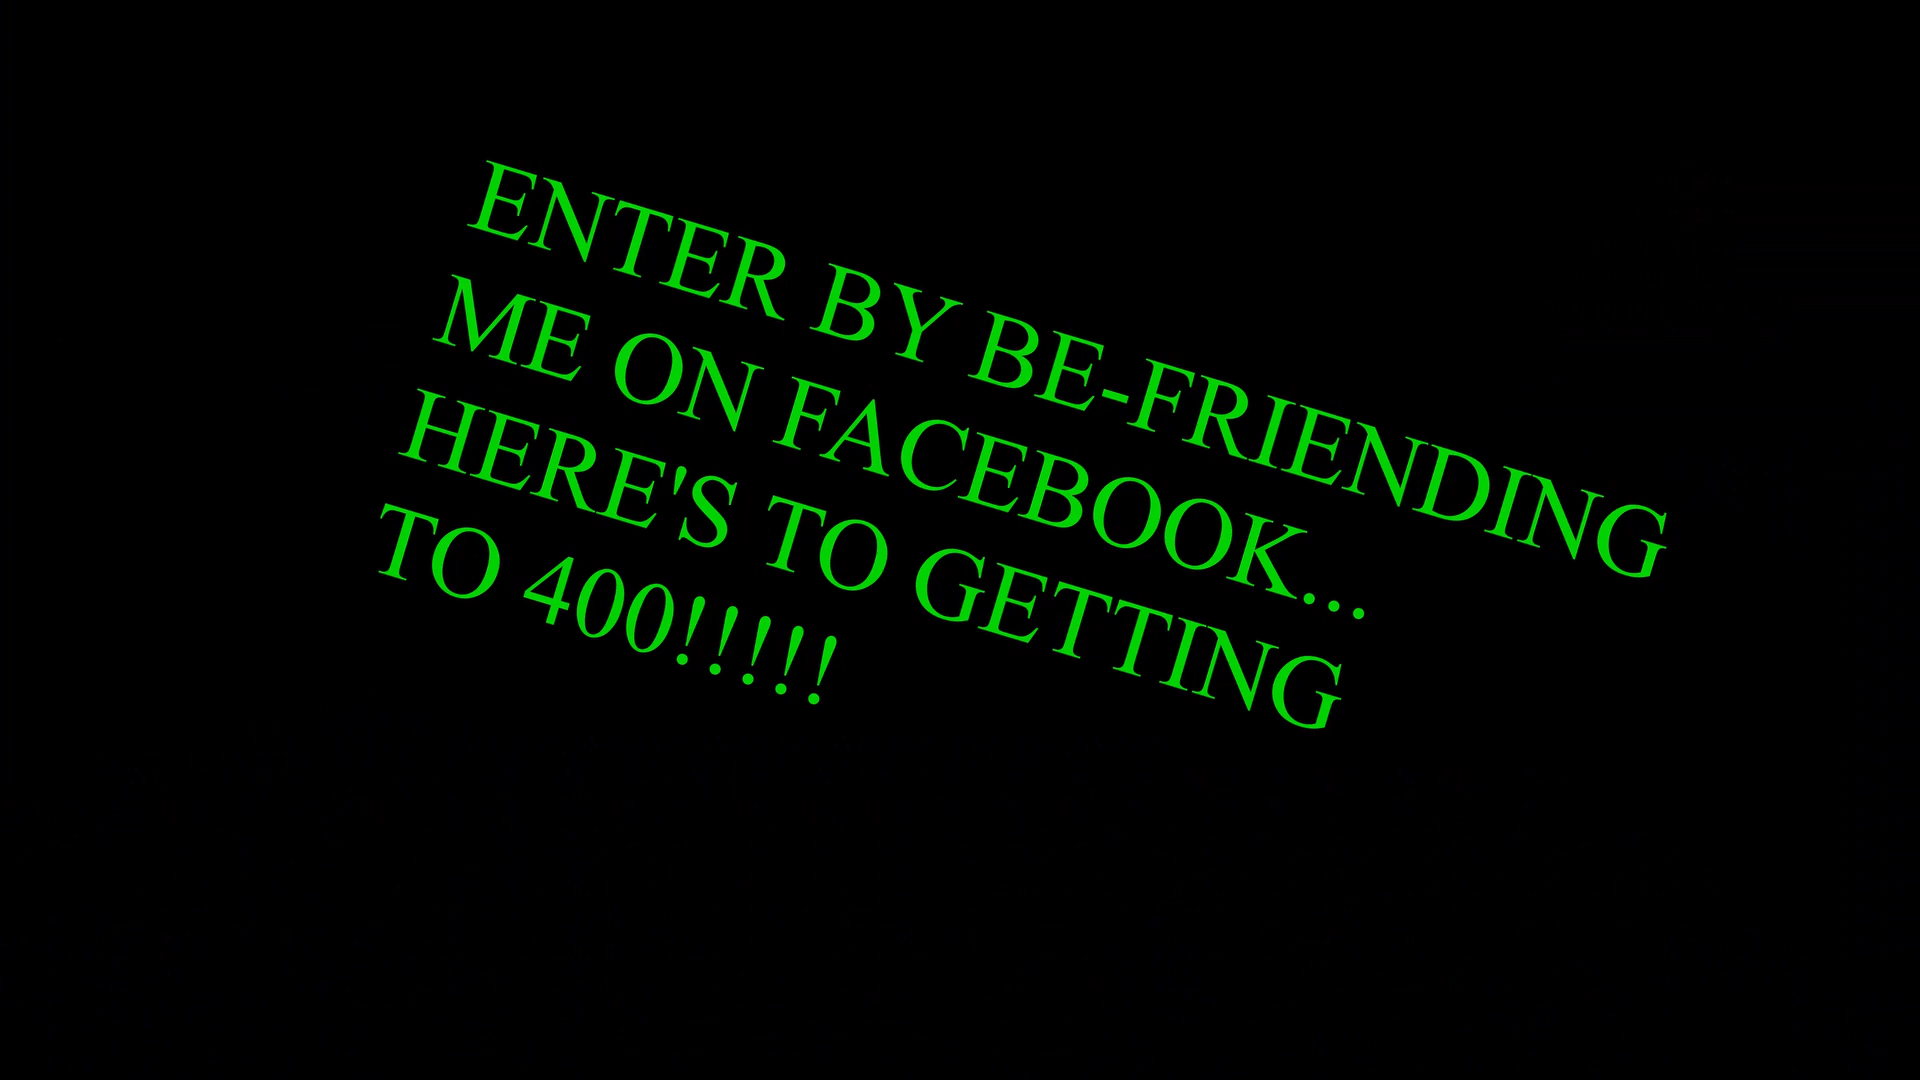 ENTER BY BE-FRIENDING
ME ON FACEBOOK...
HERE'S TO GETTING
TO 400!!!!!